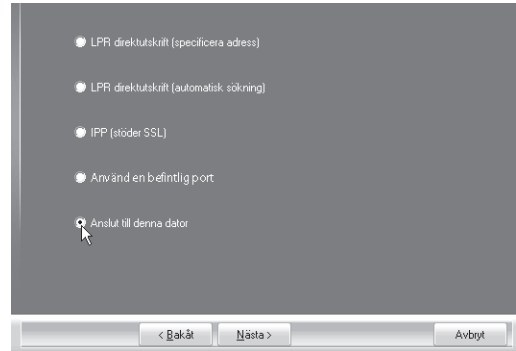 LPR direktutskrift (specificera adress)
LPR direktutskrift (automatisk sökning)
IPP (stöder SSL)
Använd en befintlig port
Anslut till denna dator
< Bakåt
Nästa >
Avbryt